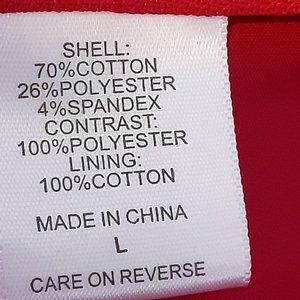 SHELL:
70%COTTON
26%POLYESTER
4%SPANDEX
CONTRAST:
100%POLYESTER
LINING:
100%COTTON
MADE IN CHINA
L
CARE ON REVERSE